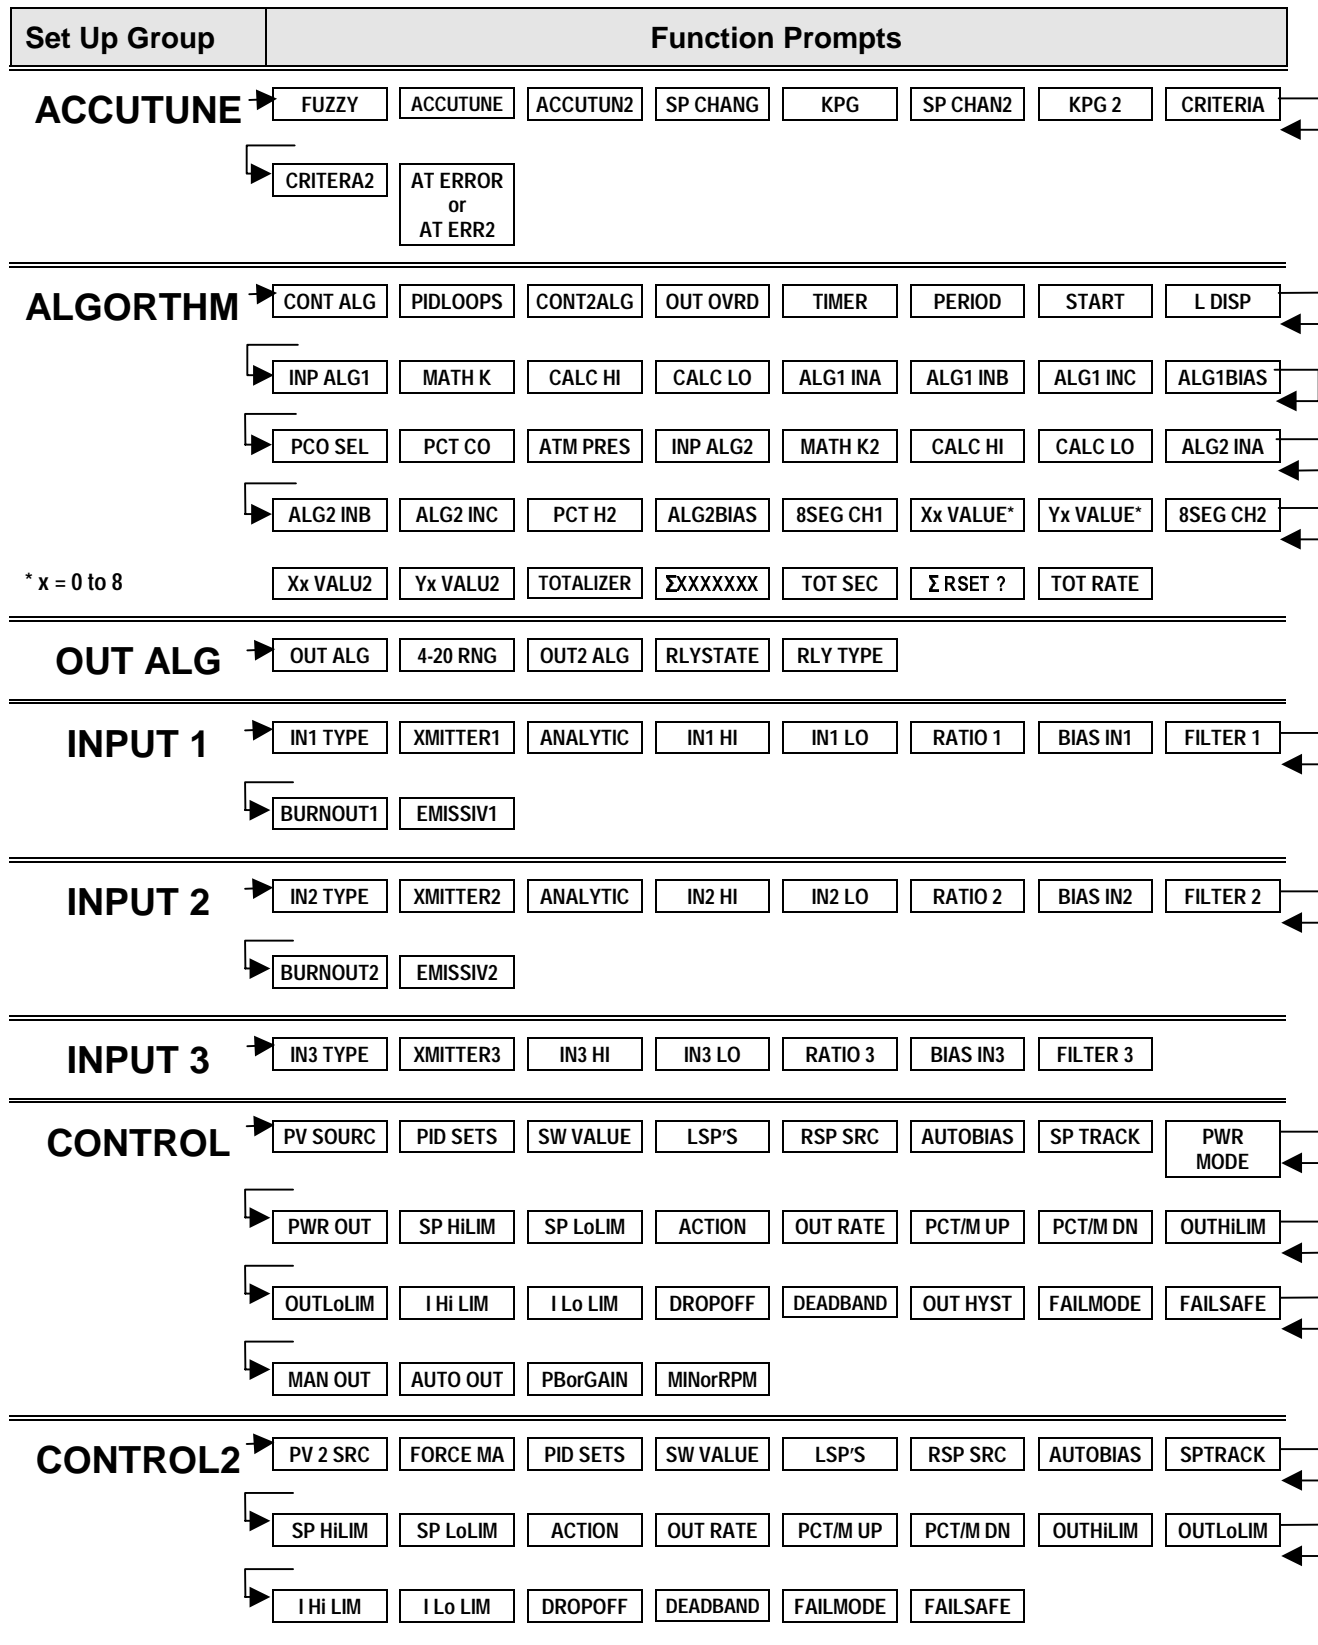 Set Up Group Function Prompts
ACCUTUNE FUZZY ACCUTUNE ACCUTUN2 SP CHANG KPG SP CHAN2 KPG 2 CRITERIA
CRITERA2 AT ERROR
or
AT ERR2
ALGORTHM CONT ALG PIDLOOPS CONT2ALG OUT OVRD TIMER PERIOD START L DISP
INP ALG1 MATH K CALC HI CALC LO ALG1 INA ALG1 INB ALG1 INC ALG1BIAS
PCO SEL PCT CO ATM PRES INP ALG2 MATH K2 CALC HI CALC LO ALG2 INA
ALG2 INB ALG2 INC PCT H2 ALG2BIAS 8SEG CH1 Xx VALUE* Yx VALUE* 8SEG CH2
* x = 0 to 8 Xx VALU2 Yx VALU2 TOTALIZER ΣXXXXXXX TOT SEC Σ RSET ? TOT RATE
OUT ALG OUT ALG 4-20 RNG OUT2 ALG RLYSTATE RLY TYPE
INPUT 1 IN1 TYPE XMITTER1 ANALYTIC IN1 HI IN1 LO RATIO 1 BIAS IN1 FILTER 1
BURNOUT1 EMISSIV1
INPUT 2 IN2 TYPE XMITTER2 ANALYTIC IN2 HI IN2 LO RATIO 2 BIAS IN2 FILTER 2
BURNOUT2 EMISSIV2
INPUT 3 IN3 TYPE XMITTER3 IN3 HI IN3 LO RATIO 3 BIAS IN3 FILTER 3
CONTROL PV SOURC PID SETS SW VALUE LSP'S RSP SRC AUTOBIAS SP TRACK PWR
MODE
PWR OUT SP HiLIM SP LoLIM ACTION OUT RATE PCT/M UP PCT/M DN OUTHiLIM
OUTLoLIM I Hi LIM I Lo LIM DROPOFF DEADBAND OUT HYST FAILMODE FAILSAFE
MAN OUT AUTO OUT PBorGAIN MINorRPM
CONTROL2 PV 2 SRC FORCE MA PID SETS SW VALUE LSP'S RSP SRC AUTOBIAS SPTRACK
SP HiLIM SP LoLIM ACTION OUT RATE PCT/M UP PCT/M DN OUTHiLIM OUTLoLIM
I Hi LIM I Lo LIM DROPOFF DEADBAND FAILMODE FAILSAFE